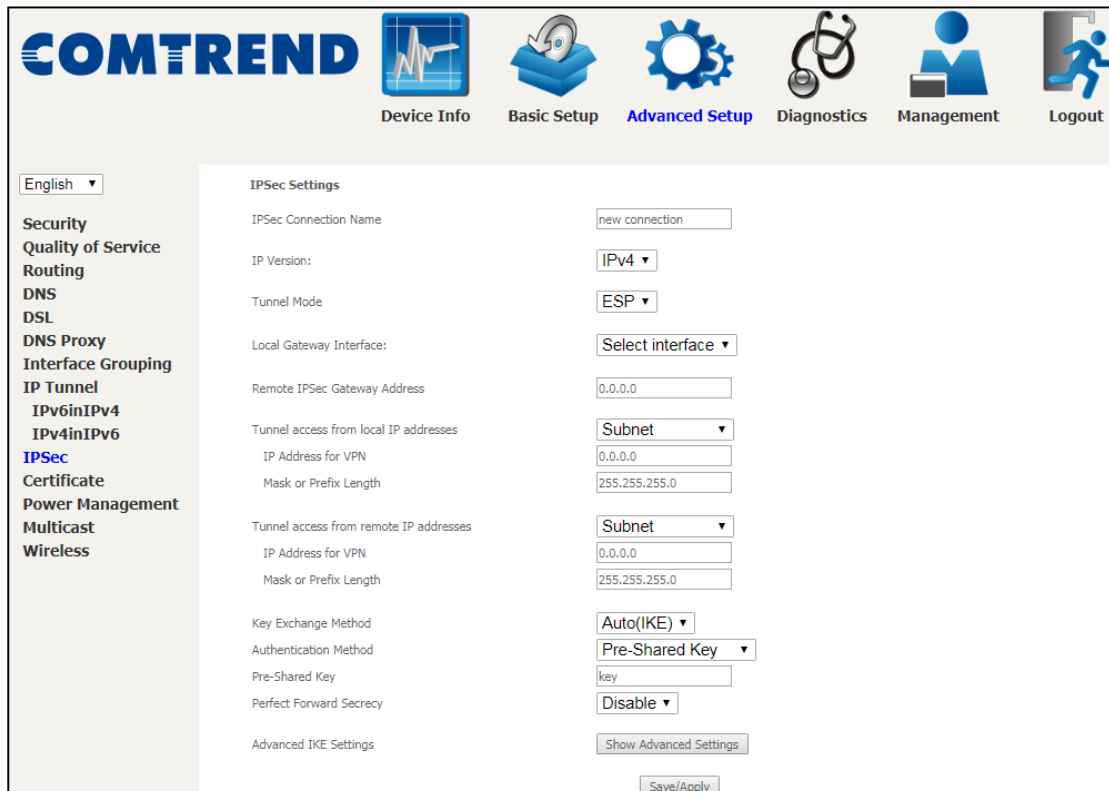 COMTREND
Device Info Basic Setup Advanced Setup Diagnostics Management Logout
English
Security
Quality of Service
Routing
DNS
DSL
DNS Proxy
Interface Grouping
IP Tunnel
IPv6inIPv4
IPv4inIPv6
IPSec
Certificate
Power Management
Multicast
Wireless
IPSec Settings
IPSec Connection Name new connection
IP Version: IPv4
Tunnel Mode ESP
Local Gateway Interface: Select interface
Remote IPSec Gateway Address 0.0.0.0
Tunnel access from local IP addresses Subnet
IP Address for VPN 0.0.0.0
Mask or Prefix Length 255.255.255.0
Tunnel access from remote IP addresses Subnet
IP Address for VPN 0.0.0.0
Mask or Prefix Length 255.255.255.0
Key Exchange Method Auto(IKE)
Authentication Method Pre-Shared Key
Pre-Shared Key key
Perfect Forward Secrecy Disable
Advanced IKE Settings Show Advanced Settings
Save/Apply